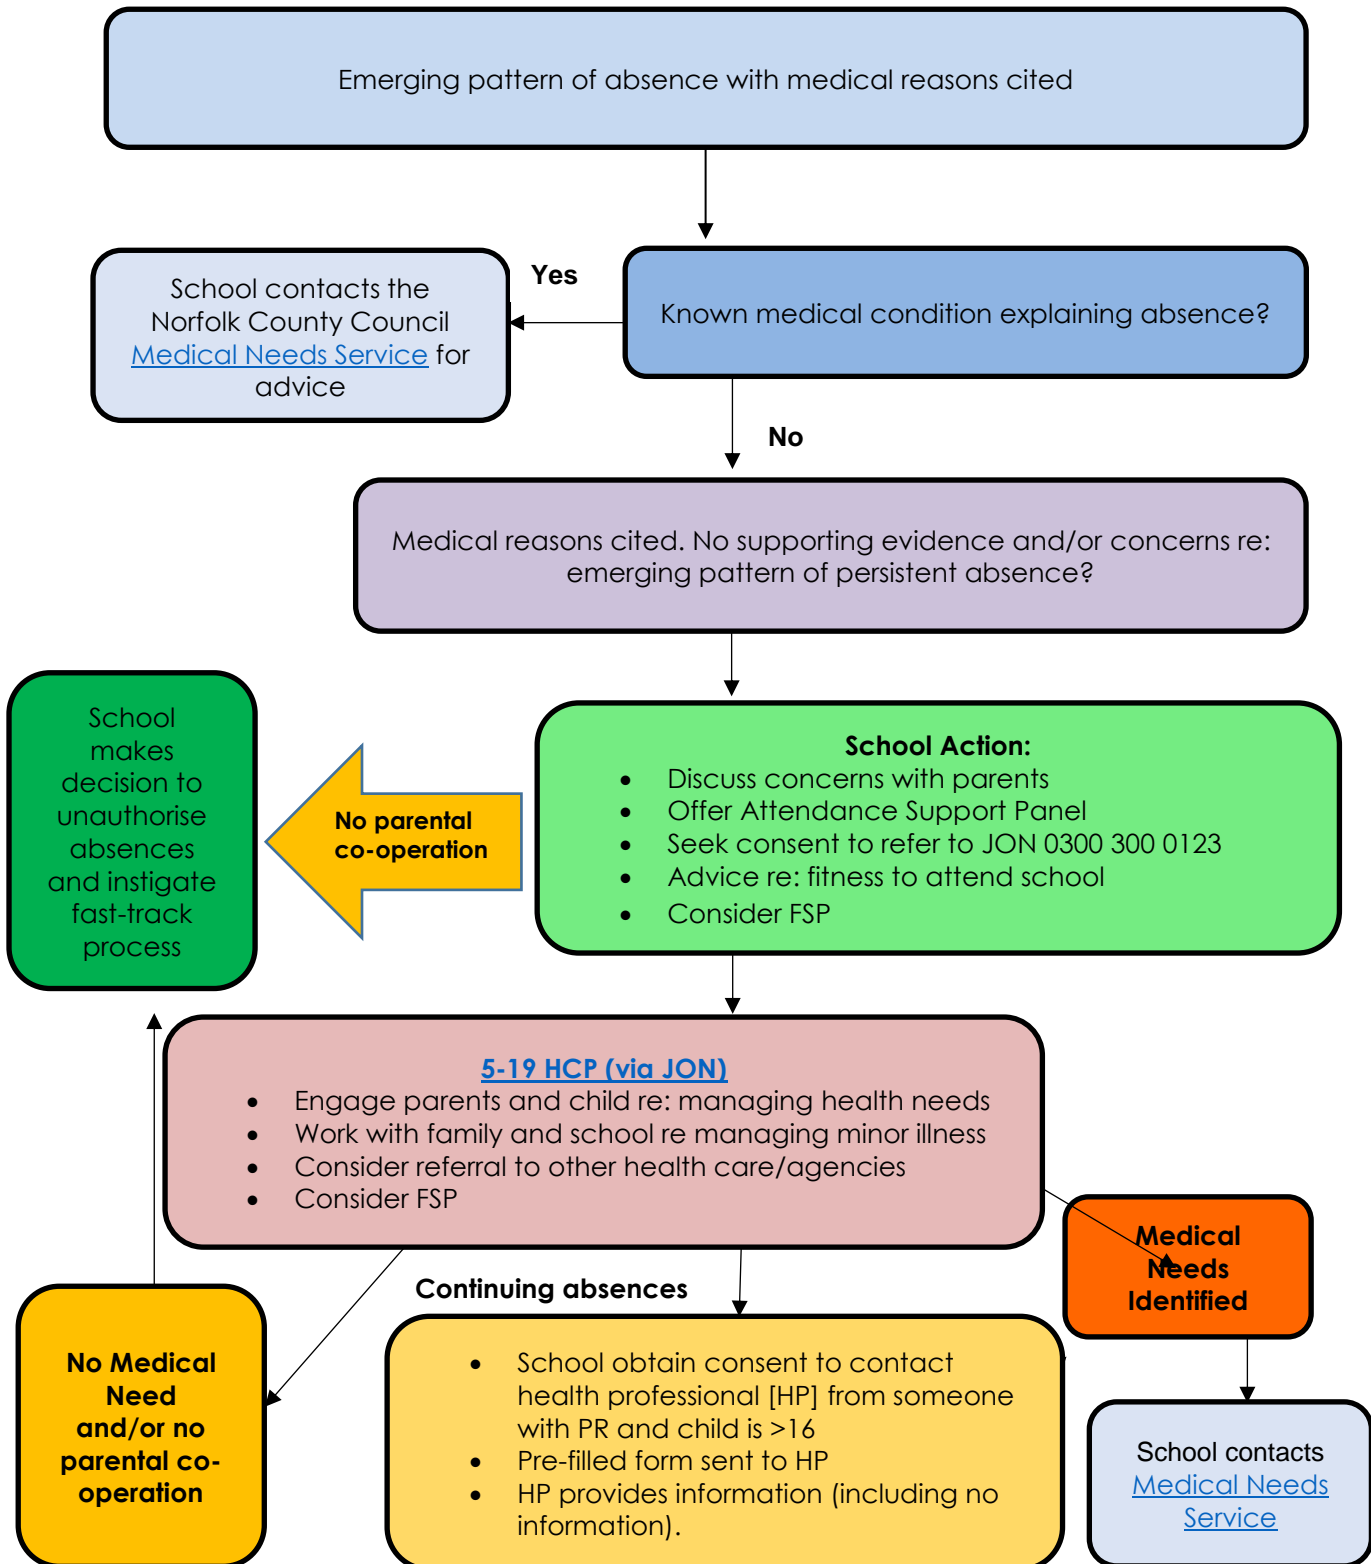 Emerging pattern of absence with medical reasons cited
School contacts the
Norfolk County Council
Medical Needs Service for
advice
Yes
Known medical condition explaining absence?
No
Medical reasons cited. No supporting evidence and/or concerns re:
emerging pattern of persistent absence?
School
makes
decision to
unauthorise
absences
and instigate
fast-track
process
No parental
co-operation
School Action:
• Discuss concerns with parents
• Offer Attendance Support Panel
• Seek consent to refer to JON 0300 300 0123
• Advice re: fitness to attend school
• Consider FSP
5-19 HCP (via JON)
• Engage parents and child re: managing health needs
• Work with family and school re managing minor illness
• Consider referral to other health care/agencies
• Consider FSP
Medical
Needs
Identified
Continuing absences
No Medical
Need
and/or no
parental co-
operation
• School obtain consent to contact
health professional [HP] from someone
with PR and child is >16
• Pre-filled form sent to HP
• HP provides information (including no
information).
School contacts
Medical Needs
Service